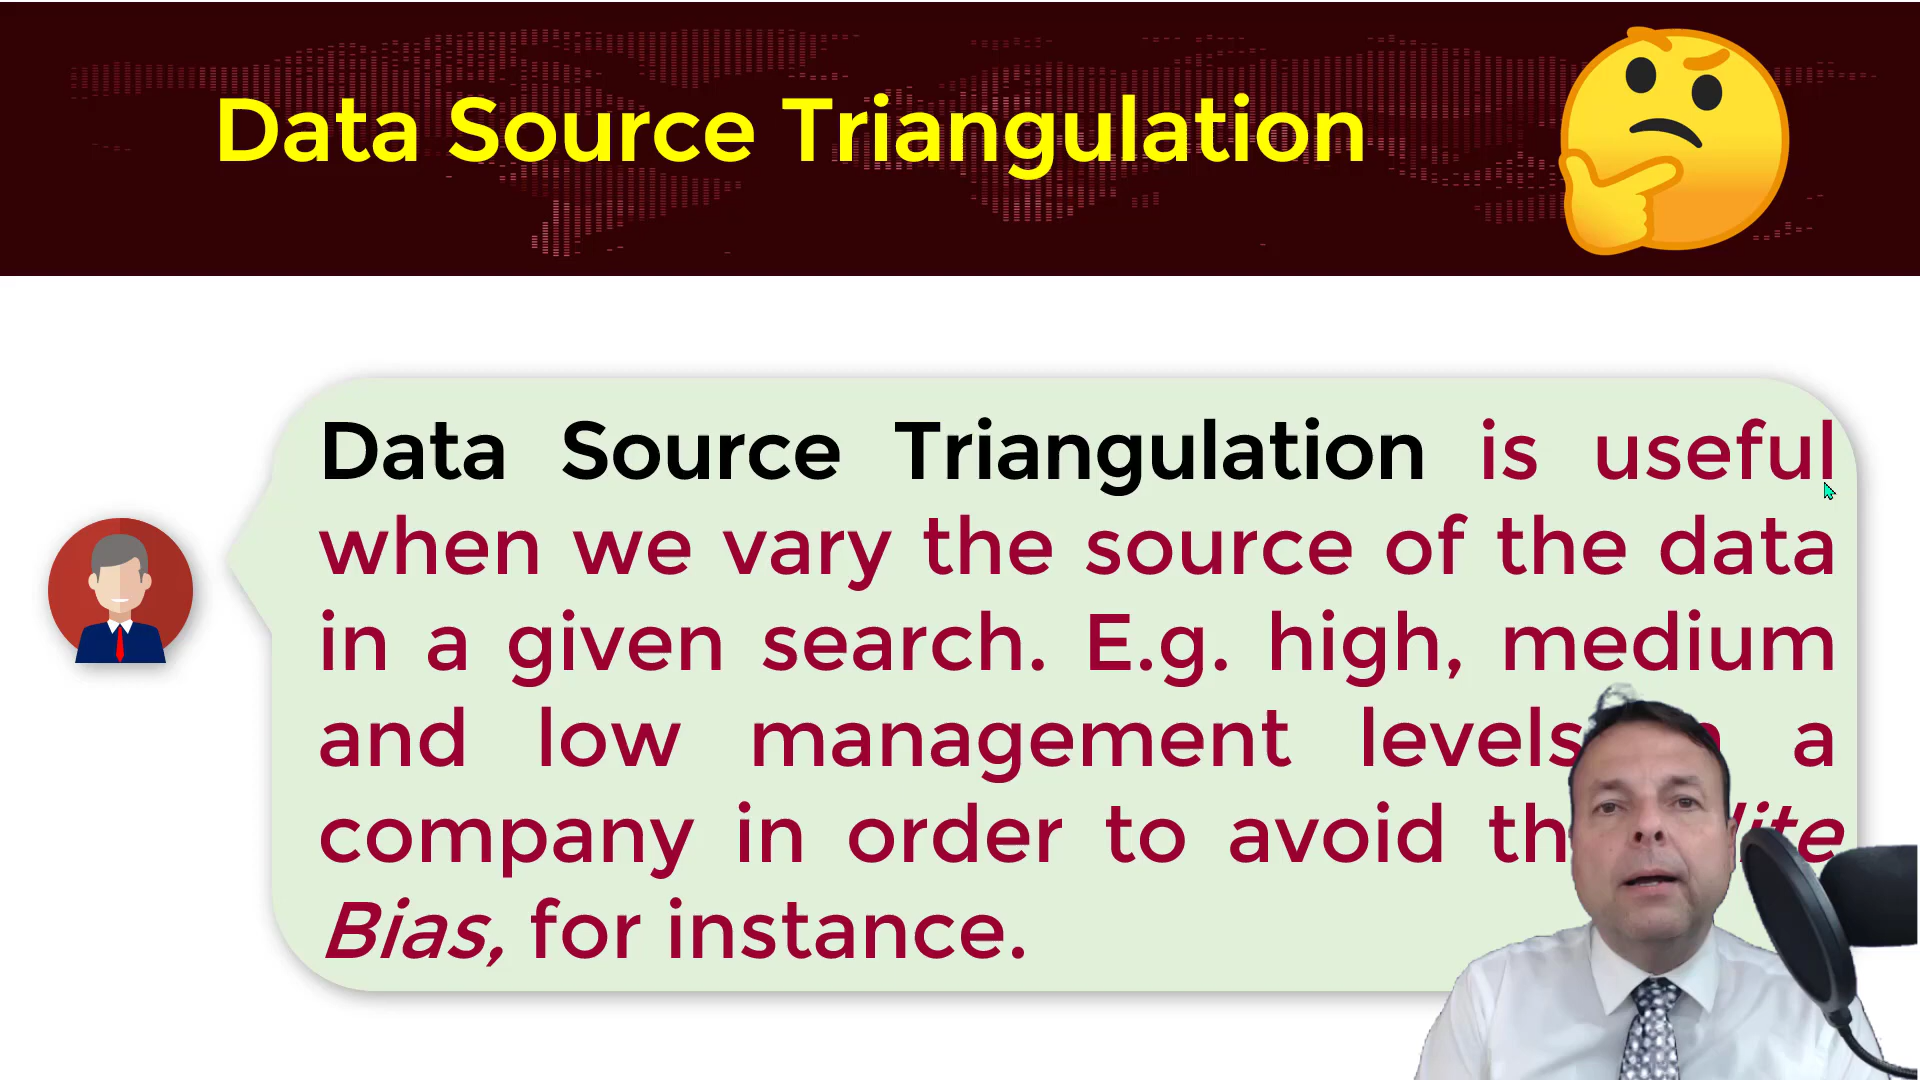 Data Source Triangulation
Data Source Triangulation is useful
when we vary the source of the data
in a given search. E.g. high, medium
and low management levels a
company in order to avoid
Bias, for instance.